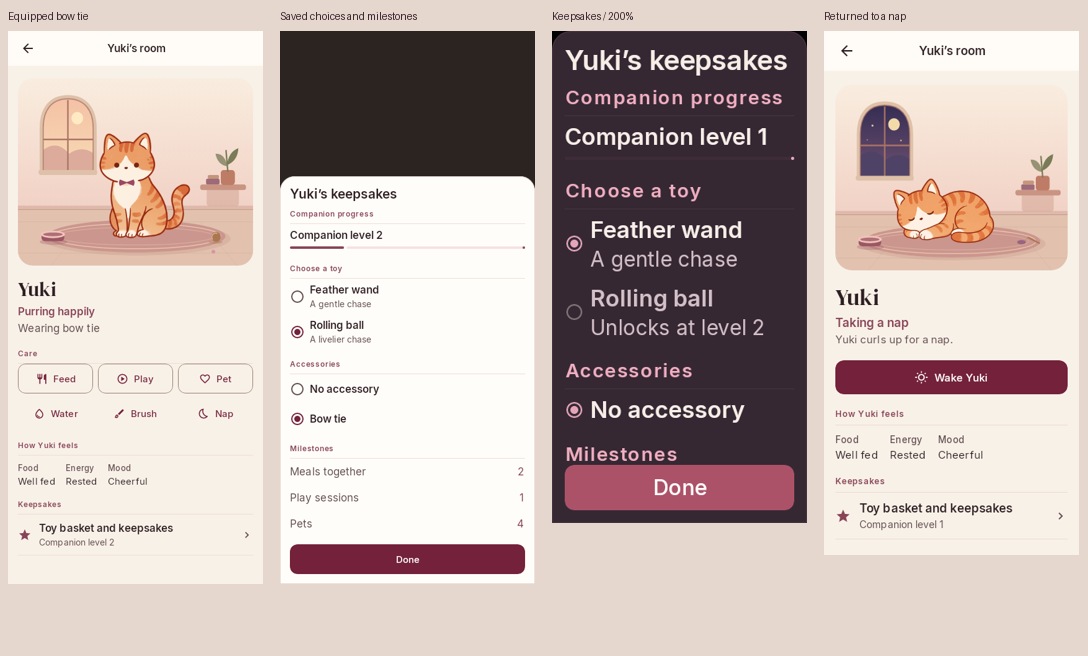 Equipped bow tie
Yuki's room
Yuki
Purring happily
Wearing bow tie
Care
Feed
Play
Pet
Water
Brush
Nap
How Yuki feels
Food Energy Mood
Well fed Rested Cheerful
Keepsakes
Toy basket and keepsakes
Companion level 2
Saved choices and milestones
Yuki's keepsakes
Companion progress
Companion level 2
Choose a toy
Feather wand
A gentle chase
Rolling ball
A livelier chase
Accessories
No accessory
Bow tie
Milestones
Meals together 2
Play sessions 1
Pets 4
Done
Keepsakes / 200%
Yuki's keepsakes
Companion progress
Companion level 1
Choose a toy
Feather wand
A gentle chase
Rolling ball
Unlocks at level 2
Accessories
No accessory
Milestones
Done
Returned to a nap
Yuki's room
Yuki
Taking a nap
Yuki curls up for a nap.
Wake Yuki
How Yuki feels
Food Energy Mood
Well fed Rested Cheerful
Keepsakes
Toy basket and keepsakes
Companion level 1